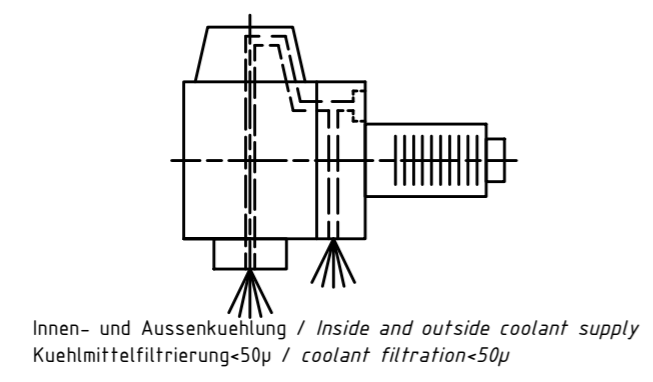 Innen- und Aussenkuehlung / Inside and outside coolant supply
Kuehlmittelfiltrierung<50µ / coolant filtration<50µ